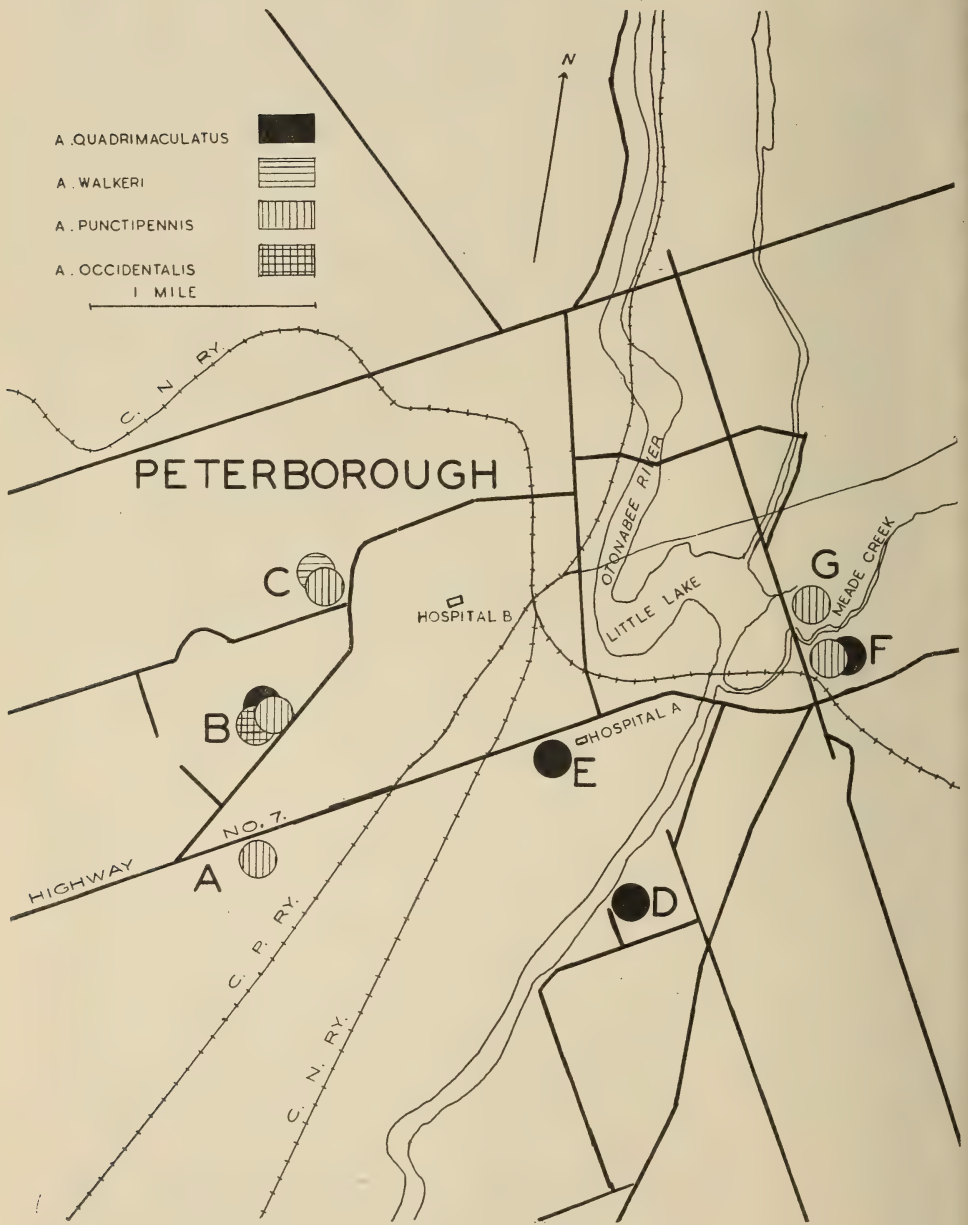 N
A. QUADRIMACULATUS
A. WALKERI
A. PUNCTIPENNIS
A. OCCIDENTALIS
1 MILE
C. N RY.
PETERBOROUGH
OTONABEE RIVER
LITTLE LAKE
MEADE CREEK
C
HOSPITAL B
G
F
B
HOSPITAL A
E
NO. 7.
HIGHWAY
A
D
C. P. RY.
C. N. RY.